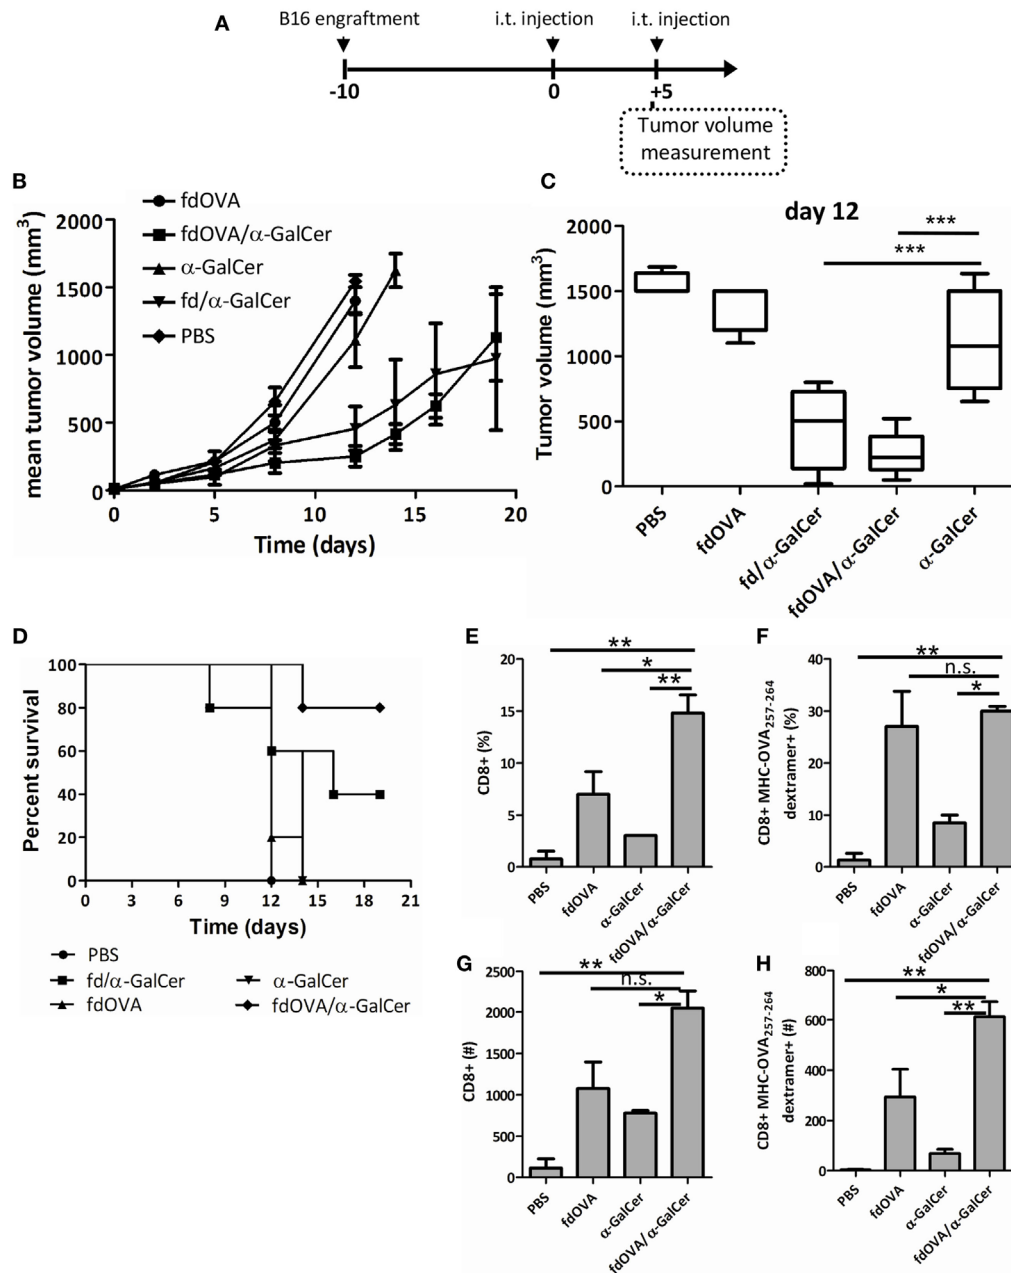 A
B16 engraftment
i.t. injection
i.t. injection
-10
0
+5
Tumor volume
measurement
B
fdOVA
fdOVA/α-GalCer
α-GalCer
fd/α-GalCer
PBS
mean tumor volume (mm³)
2000
1500
1000
500
0
0
5
10
15
20
Time (days)
C
day 12
***
***
Tumor volume (mm³)
2000
1500
1000
500
0
PBS
fdOVA
fd/α-GalCer
fdOVA/α-GalCer
α-GalCer
D
Percent survival
100
80
60
40
20
0
0
3
6
9
12
15
18
21
Time (days)
PBS
fd/α-GalCer
α-GalCer
fdOVA
fdOVA/α-GalCer
E
**
*
**
CD8+ (%)
20
15
10
5
0
PBS
fdOVA
α-GalCer
fdOVA/α-GalCer
F
**
n.s.
*
CD8+ MHC-OVA257-264
dextramer+ (%)
40
30
20
10
0
PBS
fdOVA
α-GalCer
fdOVA/α-GalCer
G
**
n.s.
*
CD8+ (#)
2500
2000
1500
1000
500
0
PBS
fdOVA
α-GalCer
fdOVA/α-GalCer
H
**
*
**
CD8+ MHC-OVA257-264
dextramer+ (#)
800
600
400
200
0
PBS
fdOVA
α-GalCer
fdOVA/α-GalCer